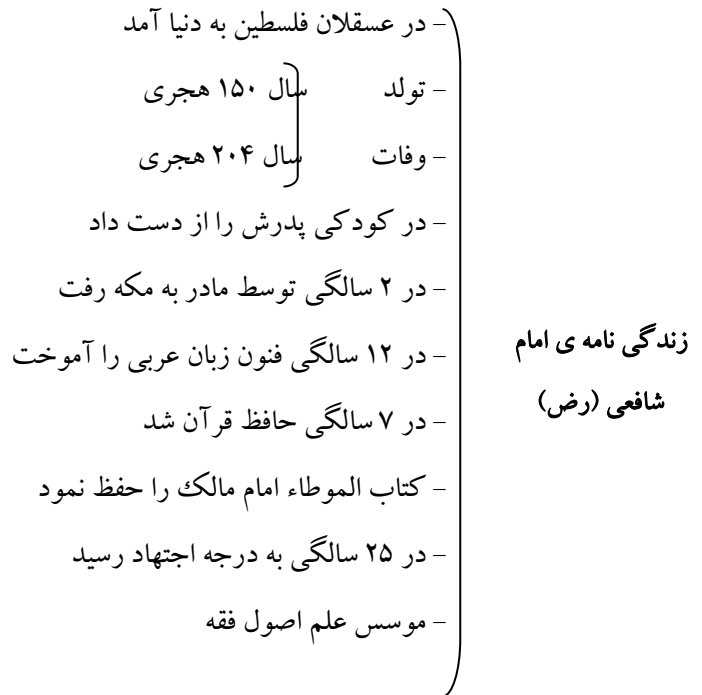 زندگی نامه ی امام
شافعی (رض)
- در عسقلان فلسطین به دنیا آمد
- تولد سال ۱۵۰ هجری
- وفات سال ۲۰۴ هجری
- در کودکی پدرش را از دست داد
- در ۲ سالگی توسط مادر به مکه رفت
- در ۱۲ سالگی فنون زبان عربی را آموخت
- در ۷ سالگی حافظ قرآن شد
- کتاب الموطاء امام مالک را حفظ نمود
- در ۲۵ سالگی به درجه اجتهاد رسید
- موسس علم اصول فقه